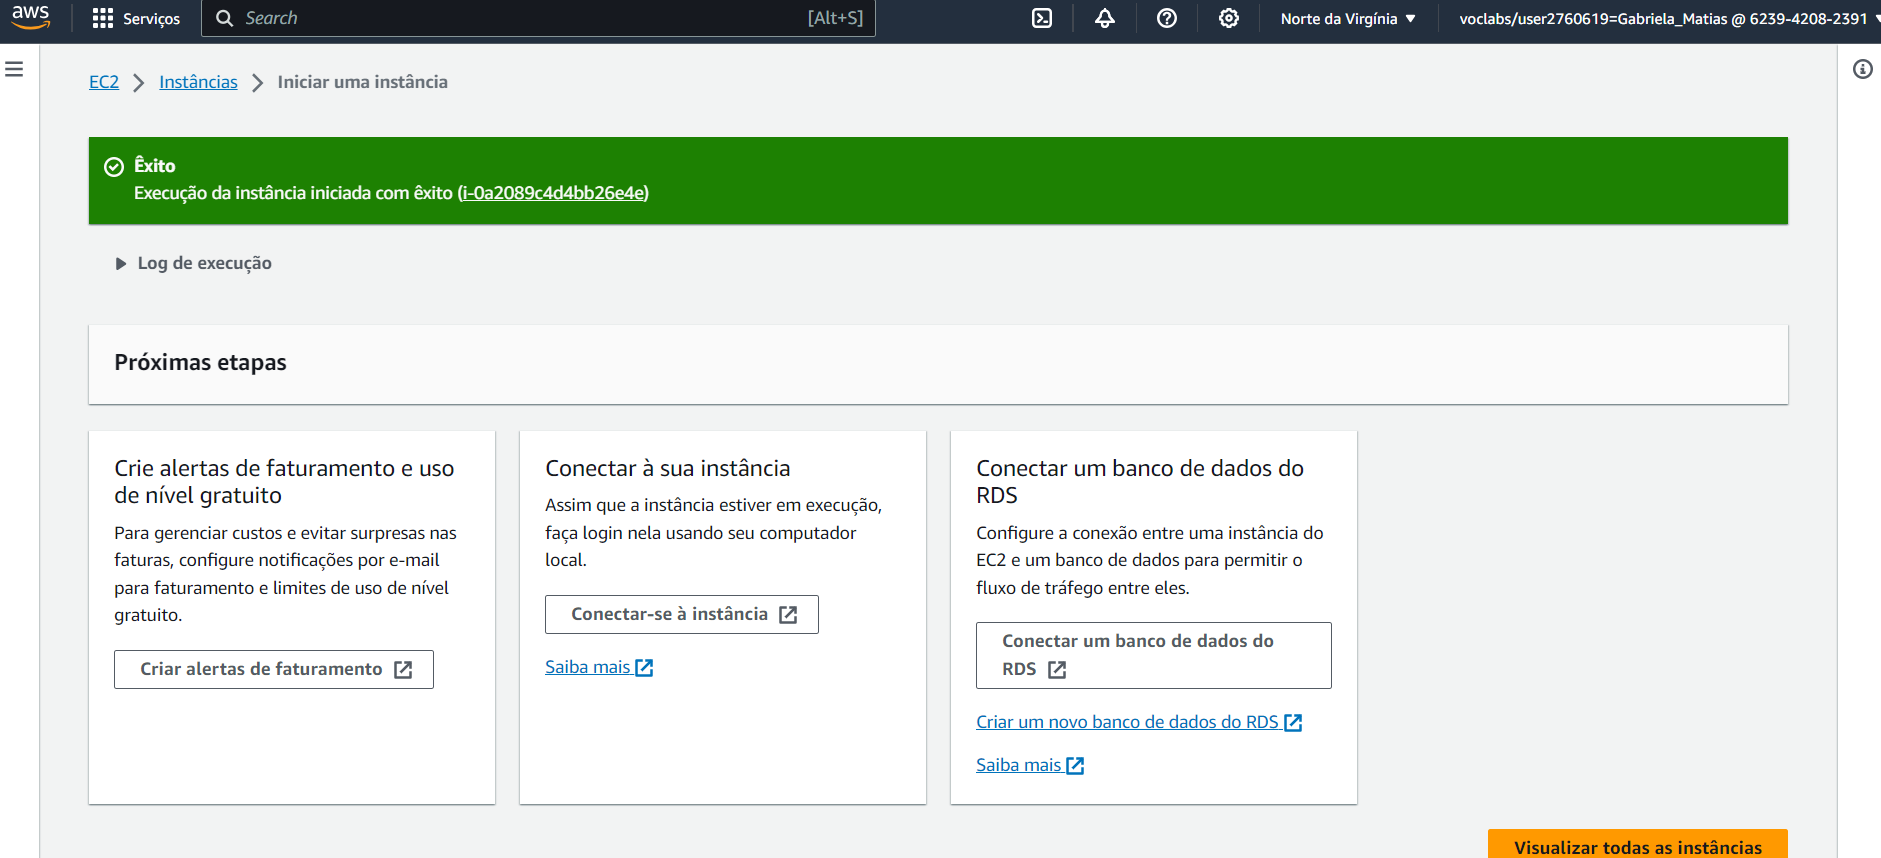 aws
Serviços
Search
[Alt+S]
Norte da Virgínia
voclabs/user2760619=Gabriela_Matias @ 6239-4208-2391
EC2
Instâncias
Iniciar uma instância
Êxito
Execução da instância iniciada com êxito (i-0a2089c4d4bb26e4e)
Log de execução
Próximas etapas
Crie alertas de faturamento e uso
de nível gratuito
Para gerenciar custos e evitar surpresas nas
faturas, configure notificações por e-mail
para faturamento e limites de uso de nível
gratuito.
Criar alertas de faturamento
Conectar à sua instância
Assim que a instância estiver em execução,
faça login nela usando seu computador
local.
Conectar-se à instância
Saiba mais
Conectar um banco de dados do
RDS
Configure a conexão entre uma instância do
EC2 e um banco de dados para permitir o
fluxo de tráfego entre eles.
Conectar um banco de dados do
RDS
Criar um novo banco de dados do RDS
Saiba mais
Visualizar todas as instâncias